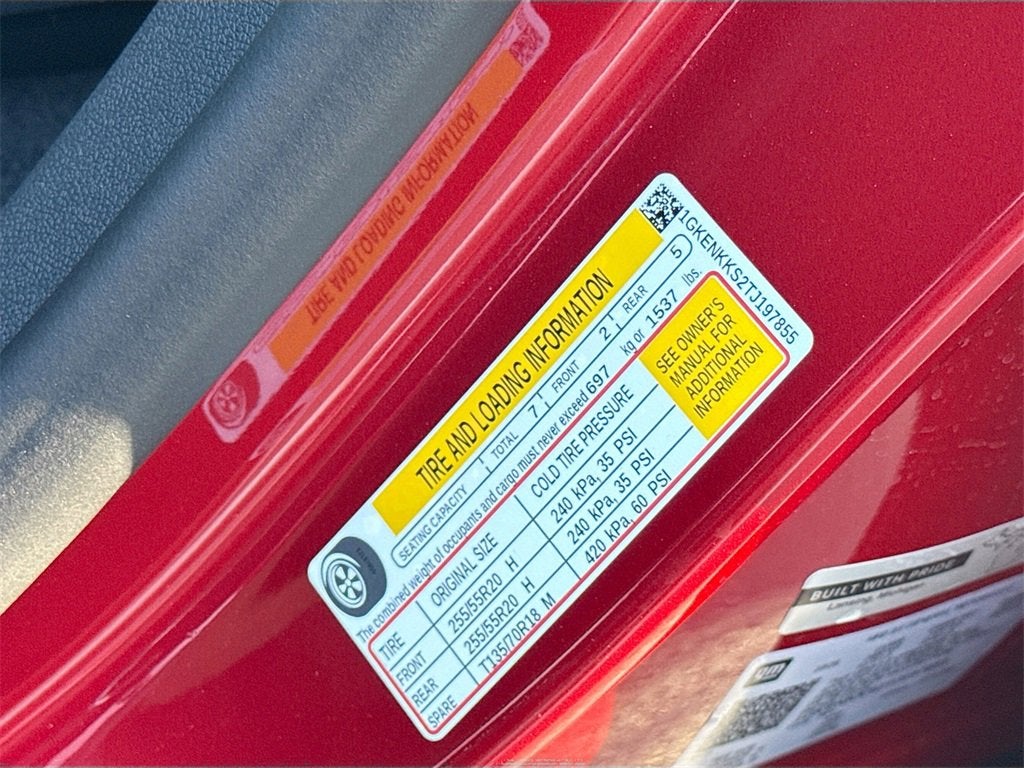 1GKENKKS2TJ197855
TIRE AND LOADING INFORMATION
SEATING CAPACITY TOTAL 7 FRONT 2 REAR 5
The combined weight of occupants and cargo must never exceed 697 kg or 1537 lbs.
TIRE ORIGINAL SIZE COLD TIRE PRESSURE
FRONT 255/55R20 H 240 kPa, 35 PSI
REAR 255/55R20 H 240 kPa, 35 PSI
SPARE T135/70R18 M 420 kPa, 60 PSI
SEE OWNER'S
MANUAL FOR
ADDITIONAL
INFORMATION
TIRE AND LOADING INFORMATION
BUILT WITH PRIDE
Lansing, Michigan
gm